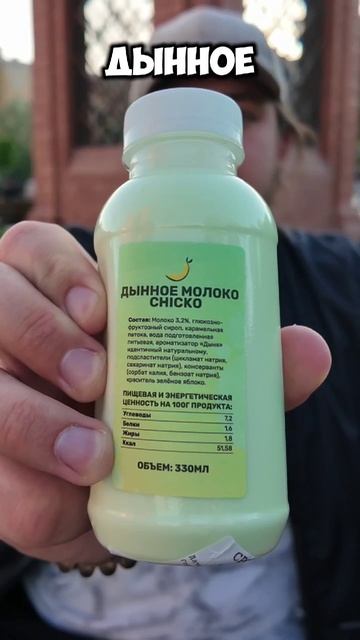 ДЫННОЕ
ДЫННОЕ МОЛОКО
CHICKO
Состав: Молоко 3,2%, глюкозно-
фруктозный сироп, карамельная
патока, вода подготовленная
питьевая, ароматизатор «Дыня»
идентичный натуральному,
подсластители (цикламат натрия,
сахаринат натрия), консерванты
(сорбат калия, бензоат натрия),
краситель зелёное яблоко.
ПИЩЕВАЯ И ЭНЕРГЕТИЧЕСКАЯ
ЦЕННОСТЬ НА 100Г ПРОДУКТА:
Углеводы 7,2
Белки 1,6
Жиры 1,8
Ккал 51,58
ОБЪЕМ: 330МЛ